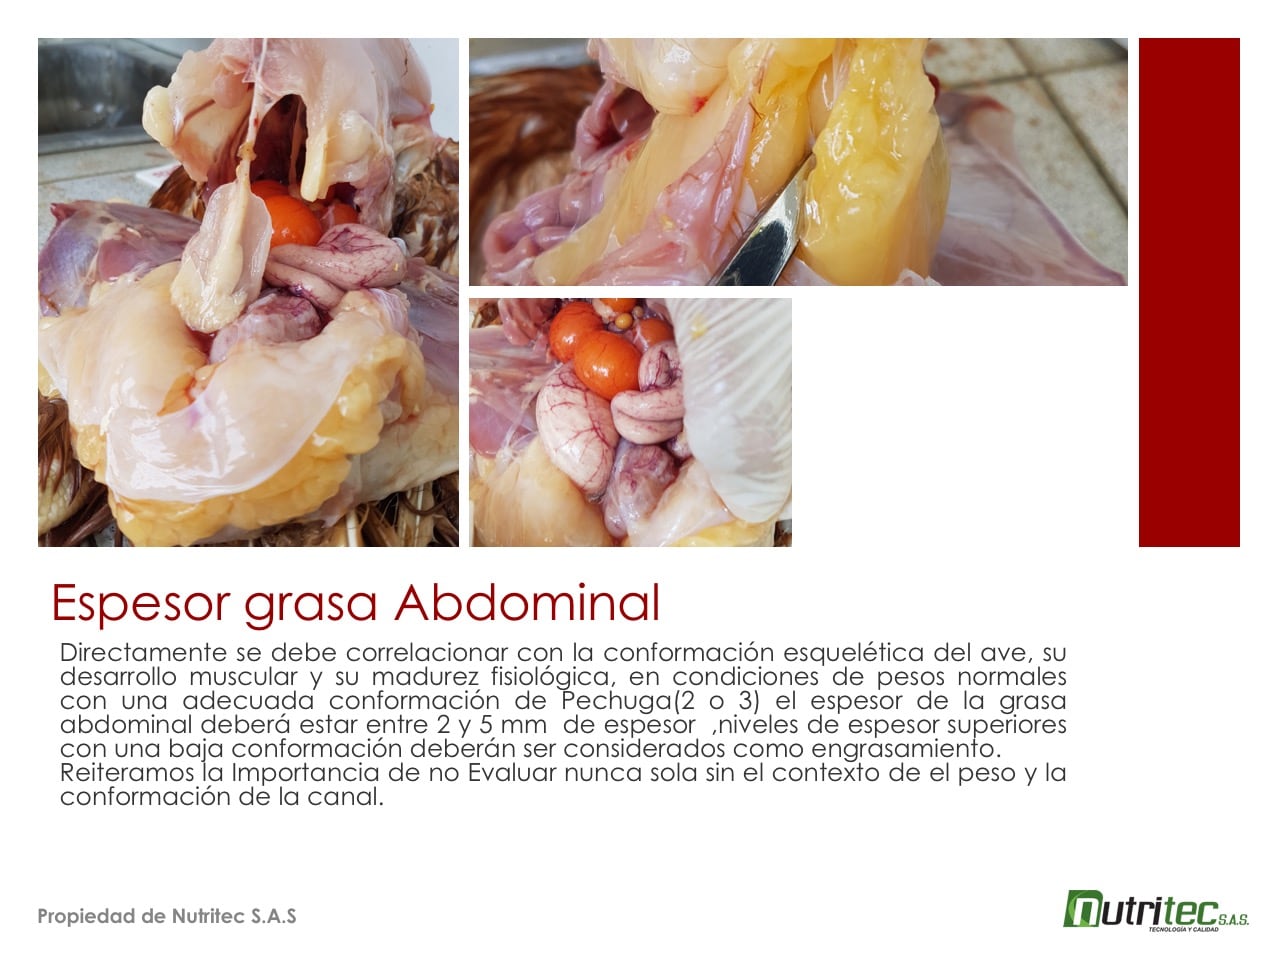 Espesor grasa Abdominal
Directamente se debe correlacionar con la conformación esquelética del ave, su
desarrollo muscular y su madurez fisiológica, en condiciones de pesos normales
con una adecuada conformación de Pechuga(2 o 3) el espesor de la grasa
abdominal deberá estar entre 2 y 5 mm  de espesor  ,niveles de espesor superiores
con una baja conformación deberán ser considerados como engrasamiento.
Reiteramos la Importancia de no Evaluar nunca sola sin el contexto de el peso y la
conformación de la canal.
Propiedad de Nutritec S.A.S
nutritec S.A.S.
TECNOLOGÍA Y CALIDAD